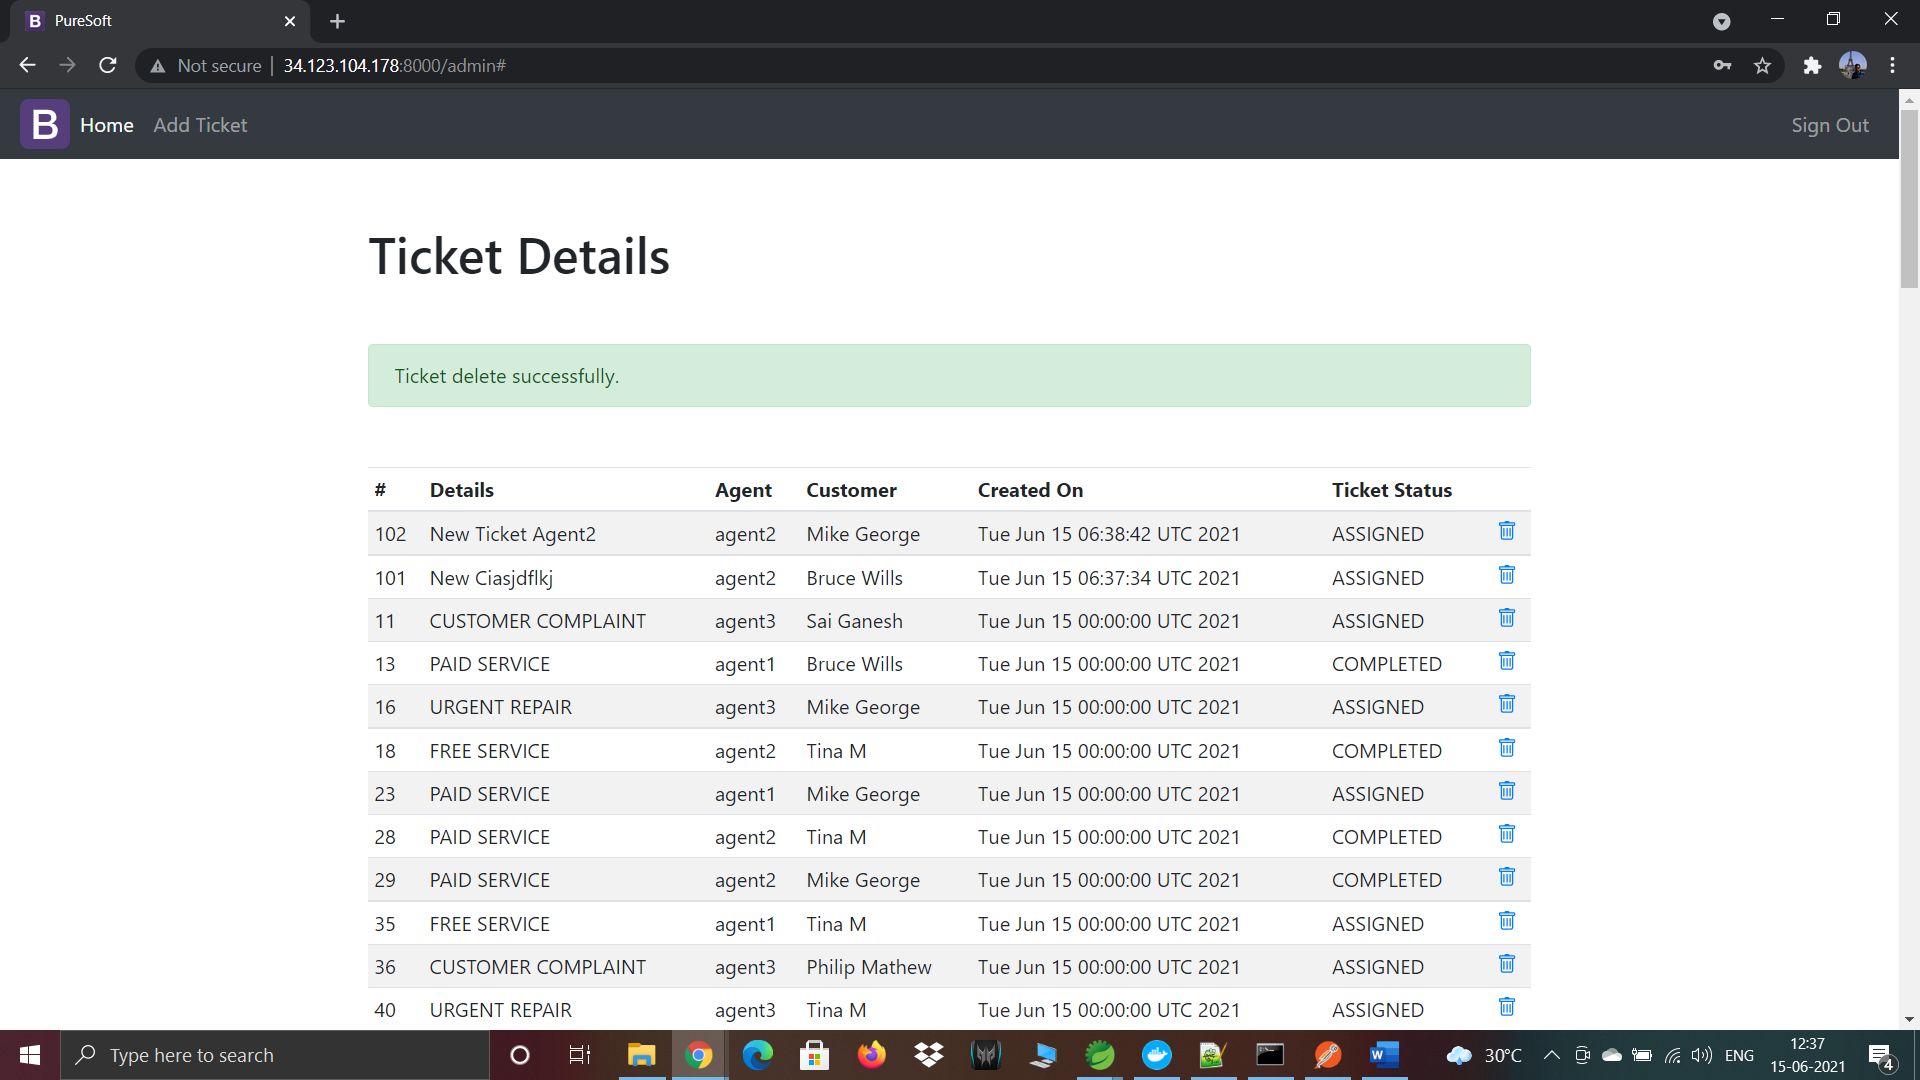 B PureSoft
Not secure 34.123.104.178:8000/admin#
B Home Add Ticket Sign Out
Ticket Details
Ticket delete successfully.
# Details Agent Customer Created On Ticket Status
102 New Ticket Agent2 agent2 Mike George Tue Jun 15 06:38:42 UTC 2021 ASSIGNED
101 New Ciasjdflkj agent2 Bruce Wills Tue Jun 15 06:37:34 UTC 2021 ASSIGNED
11 CUSTOMER COMPLAINT agent3 Sai Ganesh Tue Jun 15 00:00:00 UTC 2021 ASSIGNED
13 PAID SERVICE agent1 Bruce Wills Tue Jun 15 00:00:00 UTC 2021 COMPLETED
16 URGENT REPAIR agent3 Mike George Tue Jun 15 00:00:00 UTC 2021 ASSIGNED
18 FREE SERVICE agent2 Tina M Tue Jun 15 00:00:00 UTC 2021 COMPLETED
23 PAID SERVICE agent1 Mike George Tue Jun 15 00:00:00 UTC 2021 ASSIGNED
28 PAID SERVICE agent2 Tina M Tue Jun 15 00:00:00 UTC 2021 COMPLETED
29 PAID SERVICE agent2 Mike George Tue Jun 15 00:00:00 UTC 2021 COMPLETED
35 FREE SERVICE agent1 Tina M Tue Jun 15 00:00:00 UTC 2021 ASSIGNED
36 CUSTOMER COMPLAINT agent3 Philip Mathew Tue Jun 15 00:00:00 UTC 2021 ASSIGNED
40 URGENT REPAIR agent3 Tina M Tue Jun 15 00:00:00 UTC 2021 ASSIGNED
Type here to search 30°C ENG 12:37
15-06-2021 4